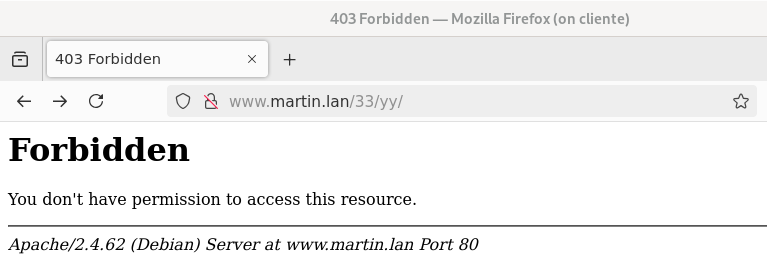 403 Forbidden — Mozilla Firefox (on cliente)
403 Forbidden
www.martin.lan/33/yy/
Forbidden
You don't have permission to access this resource.
Apache/2.4.62 (Debian) Server at www.martin.lan Port 80